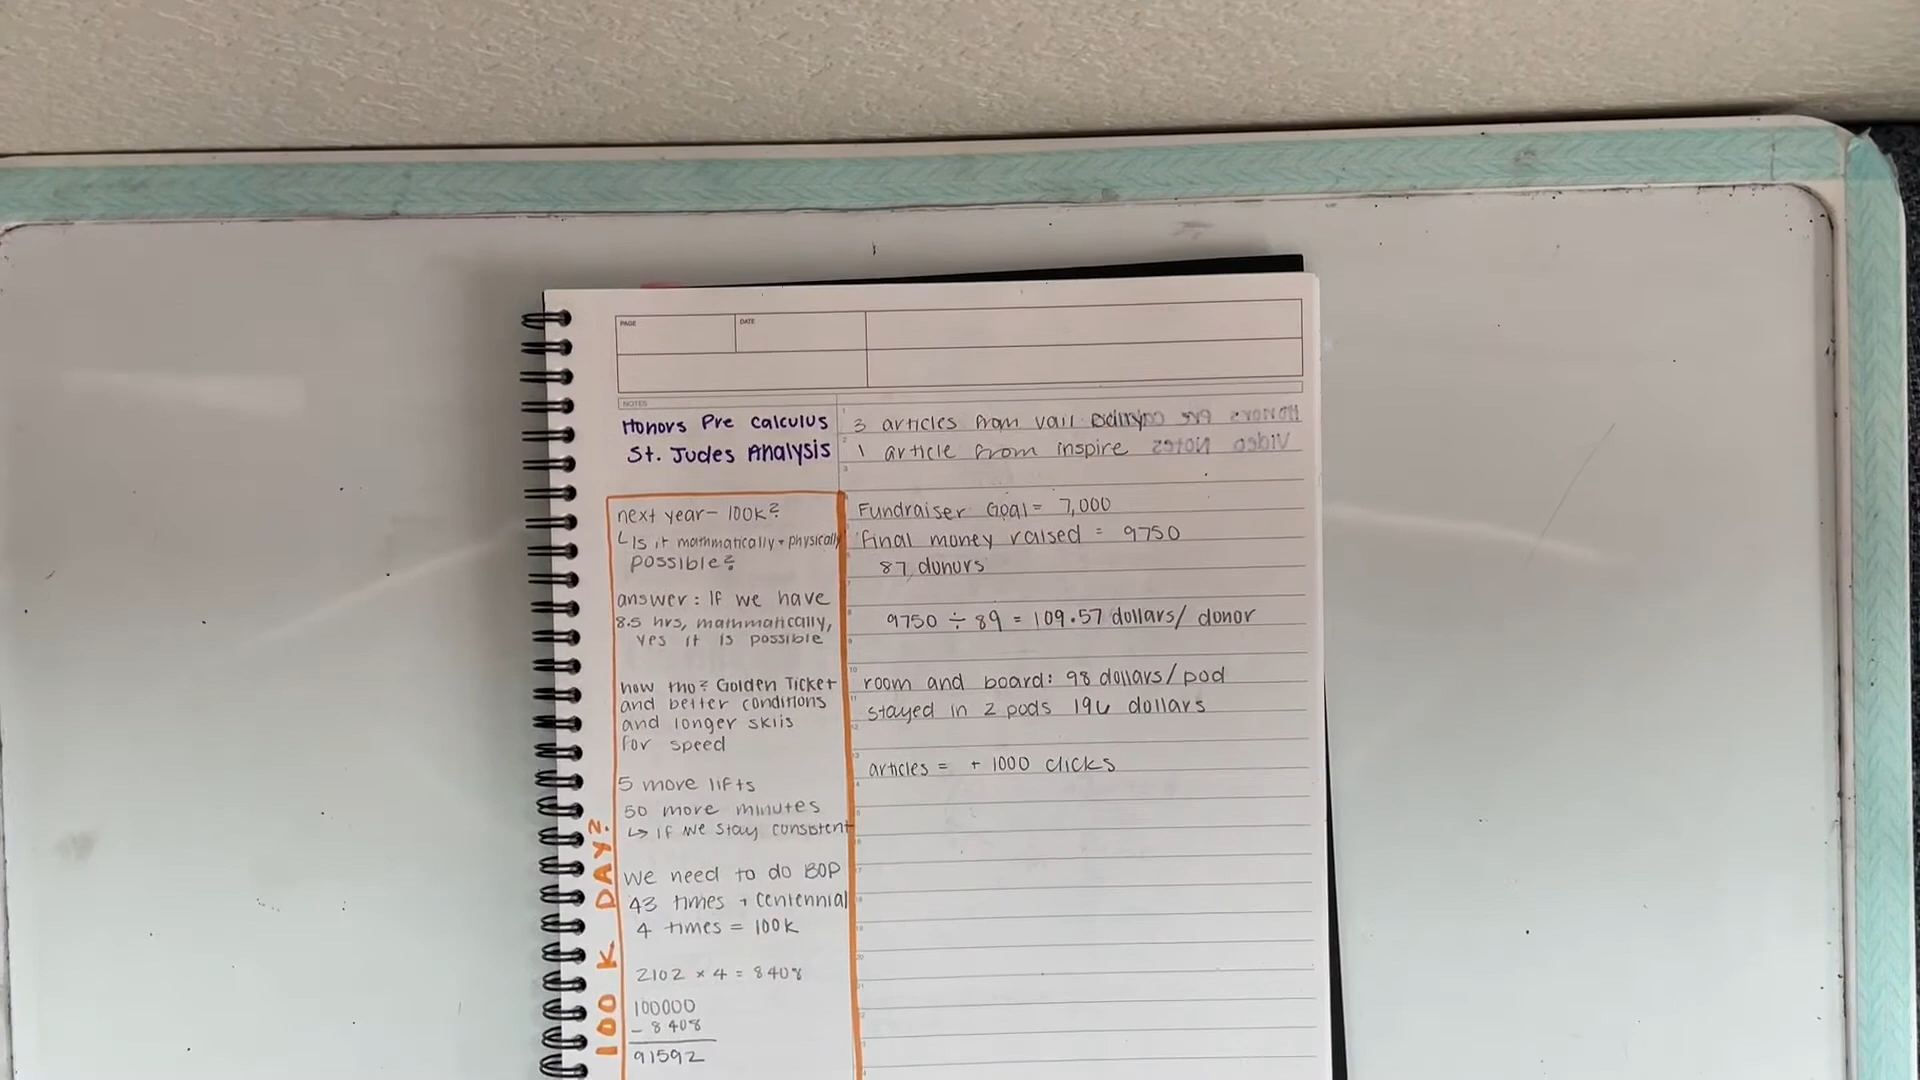 PAGE
DATE
NOTES
Honors Pre Calculus
St. Judes Analysis
3 articles from vail
1 article from inspire
next year- 100k?
↳ Is it mathmatically + physically
possible?
answer: If we have
8.5 hrs, mathmatically,
yes it is possible
how tho? Golden Ticket
and better conditions
and longer skiis
for speed
5 more lifts
50 more minutes
↳ if we stay consistent
We need to do BOP
43 times + Centennial
4 times = 100k
2102 × 4 = 8408
100000
- 8408
91592
100 K DAY?
Fundraiser Goal = 7,000
Final money raised = 9750
87 donors
9750 ÷ 89 = 109.57 dollars/ donor
room and board: 98 dollars/pod
stayed in 2 pods 196 dollars
articles = + 1000 clicks